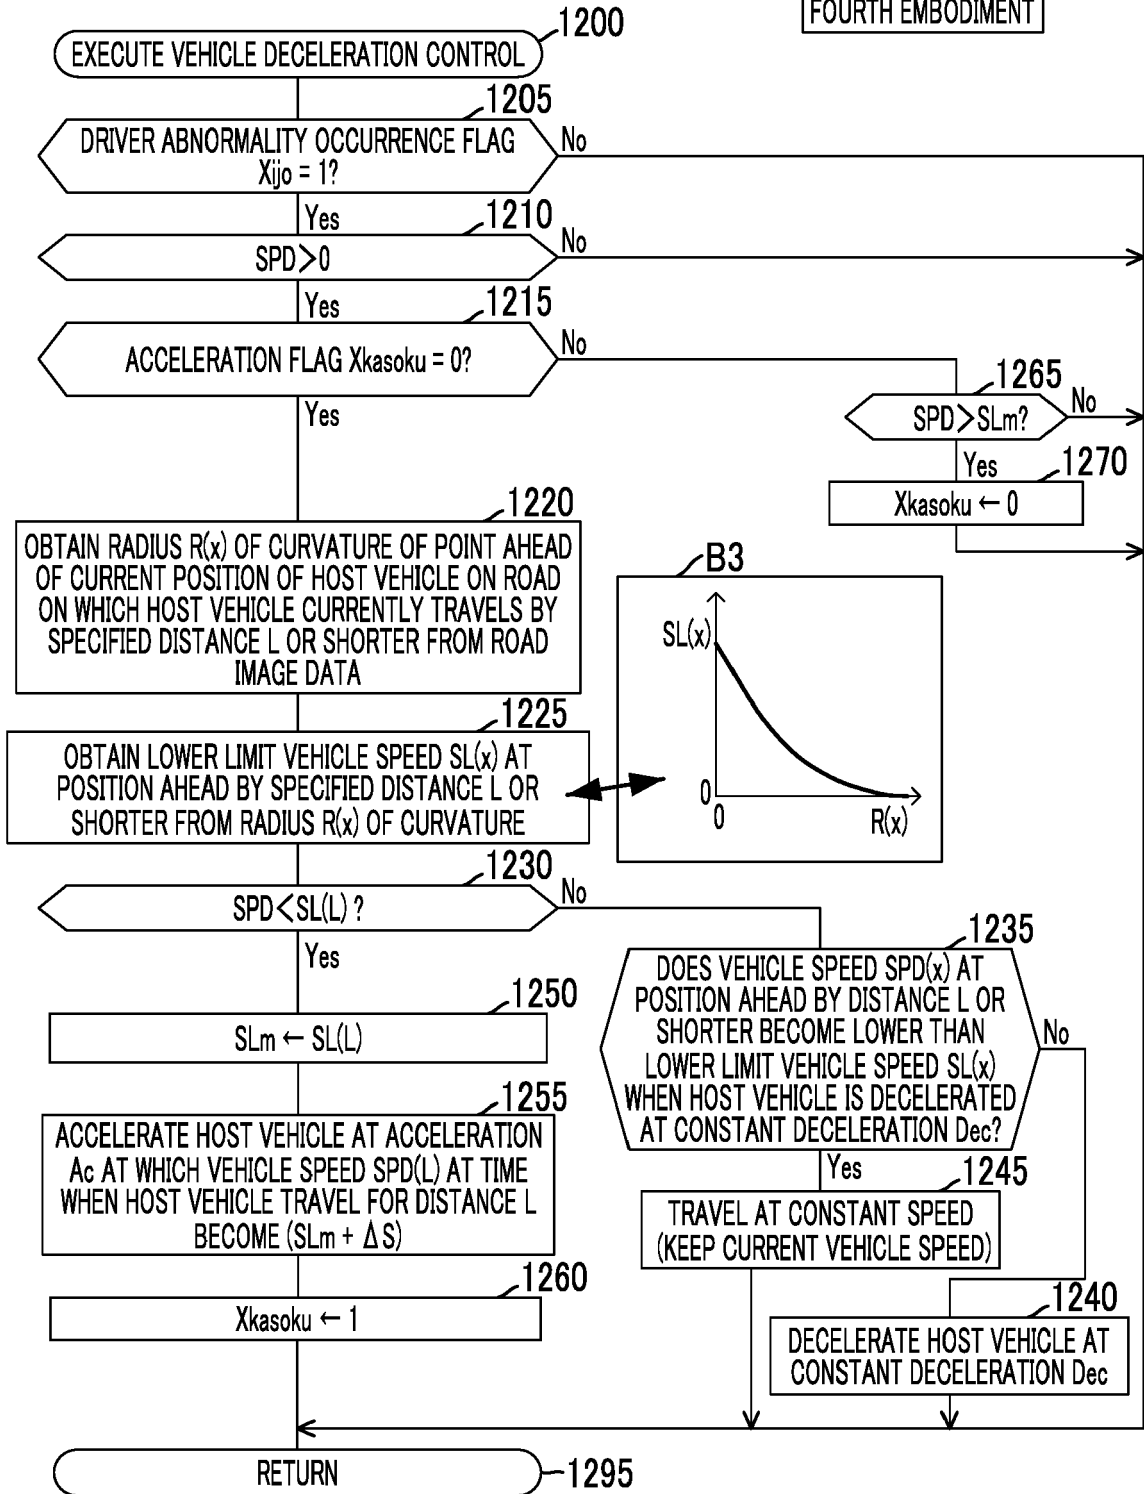 FOURTH EMBODIMENT
1200
EXECUTE VEHICLE DECELERATION CONTROL
1205
DRIVER ABNORMALITY OCCURRENCE FLAG
Xijo = 1?
No
Yes
1210
SPD>0
No
Yes
1215
ACCELERATION FLAG Xkasoku = 0?
No
Yes
1265
SPD>SLm?
No
Yes
1270
Xkasoku ← 0
1220
OBTAIN RADIUS R(x) OF CURVATURE OF POINT AHEAD
OF CURRENT POSITION OF HOST VEHICLE ON ROAD
ON WHICH HOST VEHICLE CURRENTLY TRAVELS BY
SPECIFIED DISTANCE L OR SHORTER FROM ROAD
IMAGE DATA
B3
SL(x)
0
0
R(x)
1225
OBTAIN LOWER LIMIT VEHICLE SPEED SL(x) AT
POSITION AHEAD BY SPECIFIED DISTANCE L OR
SHORTER FROM RADIUS R(x) OF CURVATURE
1230
SPD<SL(L) ?
No
Yes
1235
DOES VEHICLE SPEED SPD(x) AT
POSITION AHEAD BY DISTANCE L OR
SHORTER BECOME LOWER THAN
LOWER LIMIT VEHICLE SPEED SL(x)
WHEN HOST VEHICLE IS DECELERATED
AT CONSTANT DECELERATION Dec?
No
Yes
1250
SLm ← SL(L)
1255
ACCELERATE HOST VEHICLE AT ACCELERATION
Ac AT WHICH VEHICLE SPEED SPD(L) AT TIME
WHEN HOST VEHICLE TRAVEL FOR DISTANCE L
BECOME (SLm + ΔS)
1245
TRAVEL AT CONSTANT SPEED
(KEEP CURRENT VEHICLE SPEED)
1260
Xkasoku ← 1
1240
DECELERATE HOST VEHICLE AT
CONSTANT DECELERATION Dec
RETURN
1295